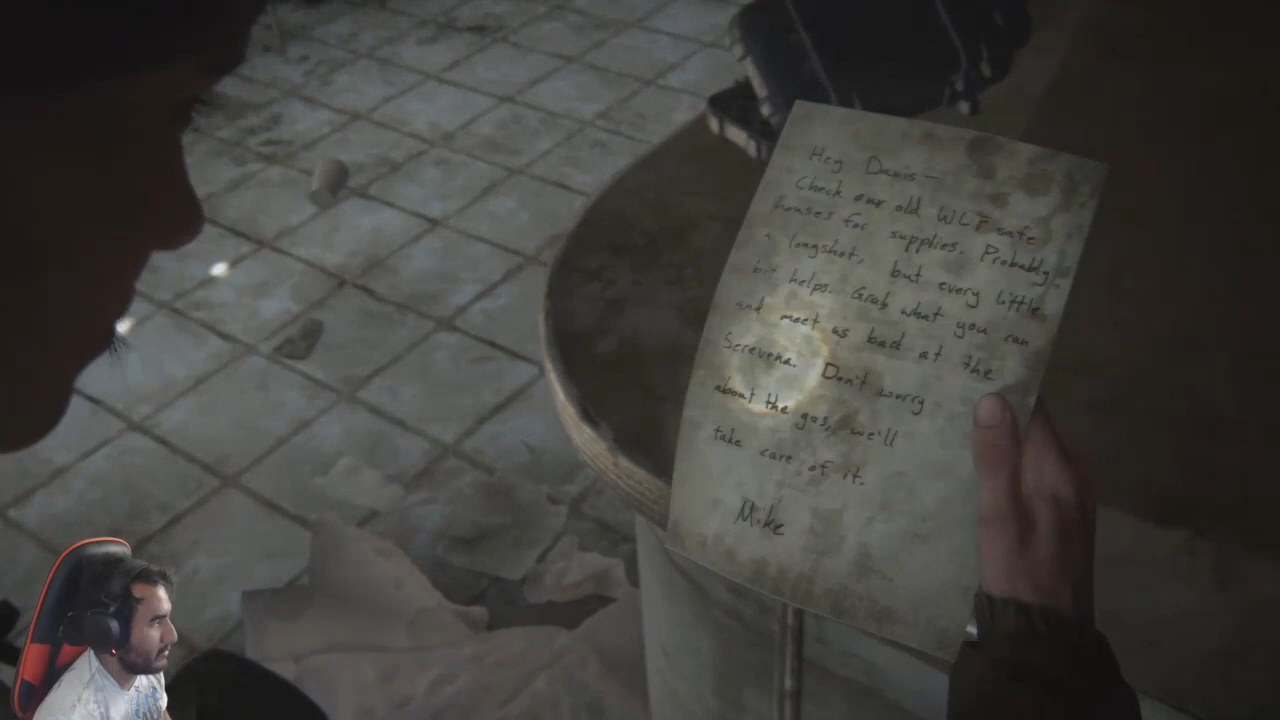 Hey Davis—
Check our old WLF safe
houses for supplies. Probably
a longshot, but every little
bit helps. Grab what you can
and meet us back at the
Serevena. Don't worry
about the gas, we'll
take care of it.
Mike